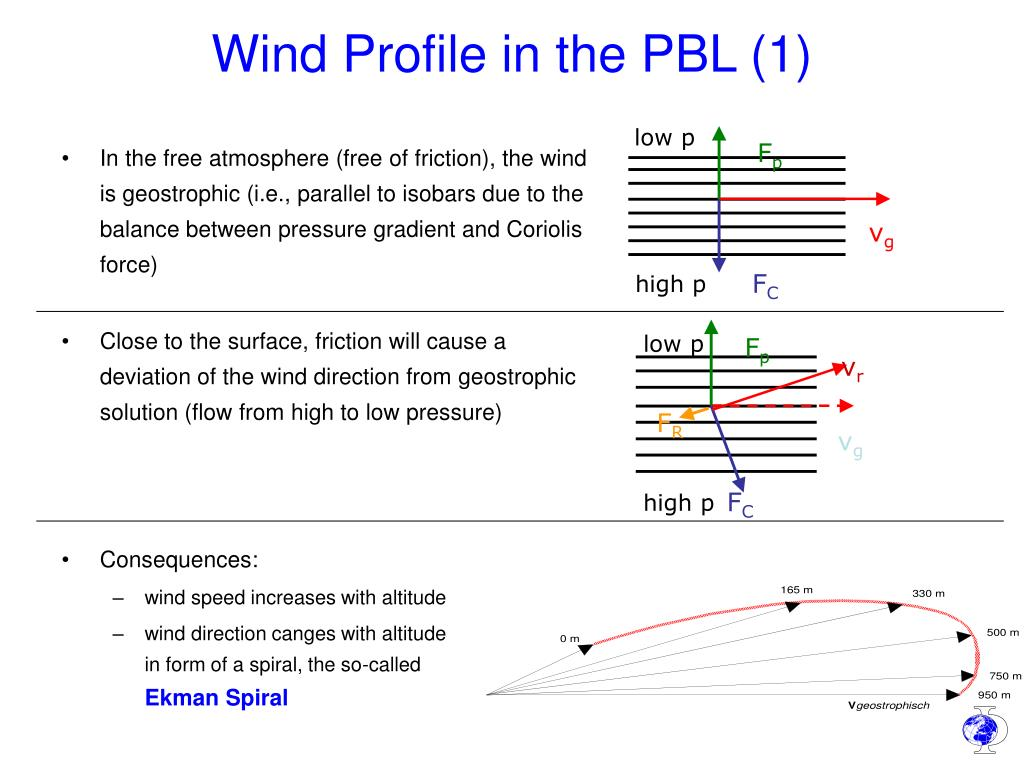 Wind Profile in the PBL (1)
• In the free atmosphere (free of friction), the wind
is geostrophic (i.e., parallel to isobars due to the
balance between pressure gradient and Coriolis
force)
low p
Fp
vg
high p FC
• Close to the surface, friction will cause a
deviation of the wind direction from geostrophic
solution (flow from high to low pressure)
low p
Fp
vr
FR
vg
high p FC
• Consequences:
– wind speed increases with altitude
– wind direction canges with altitude
in form of a spiral, the so-called
Ekman Spiral
0 m
165 m
330 m
500 m
750 m
950 m
Vgeostrophisch